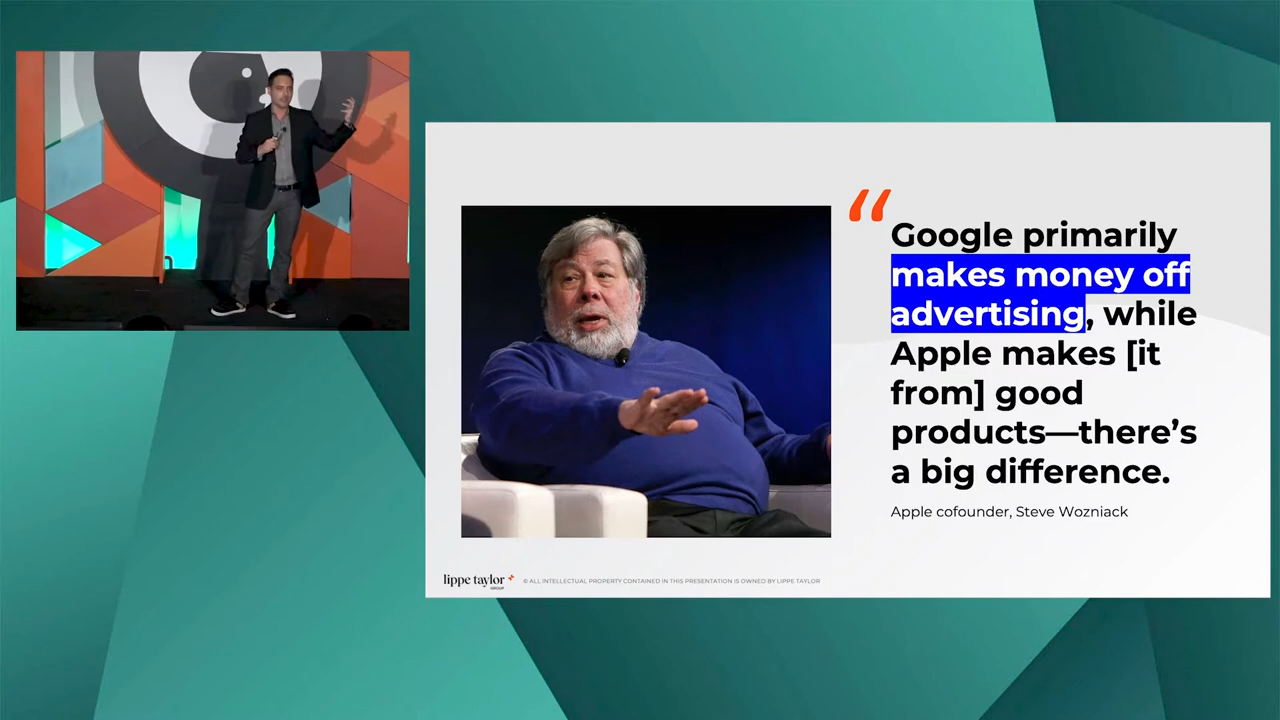 “
Google primarily
makes money off
advertising, while
Apple makes [it
from] good
products—there’s
a big difference.
Apple cofounder, Steve Wozniack
lippe taylor
GROUP
© ALL INTELLECTUAL PROPERTY CONTAINED IN THIS PRESENTATION IS OWNED BY LIPPE TAYLOR